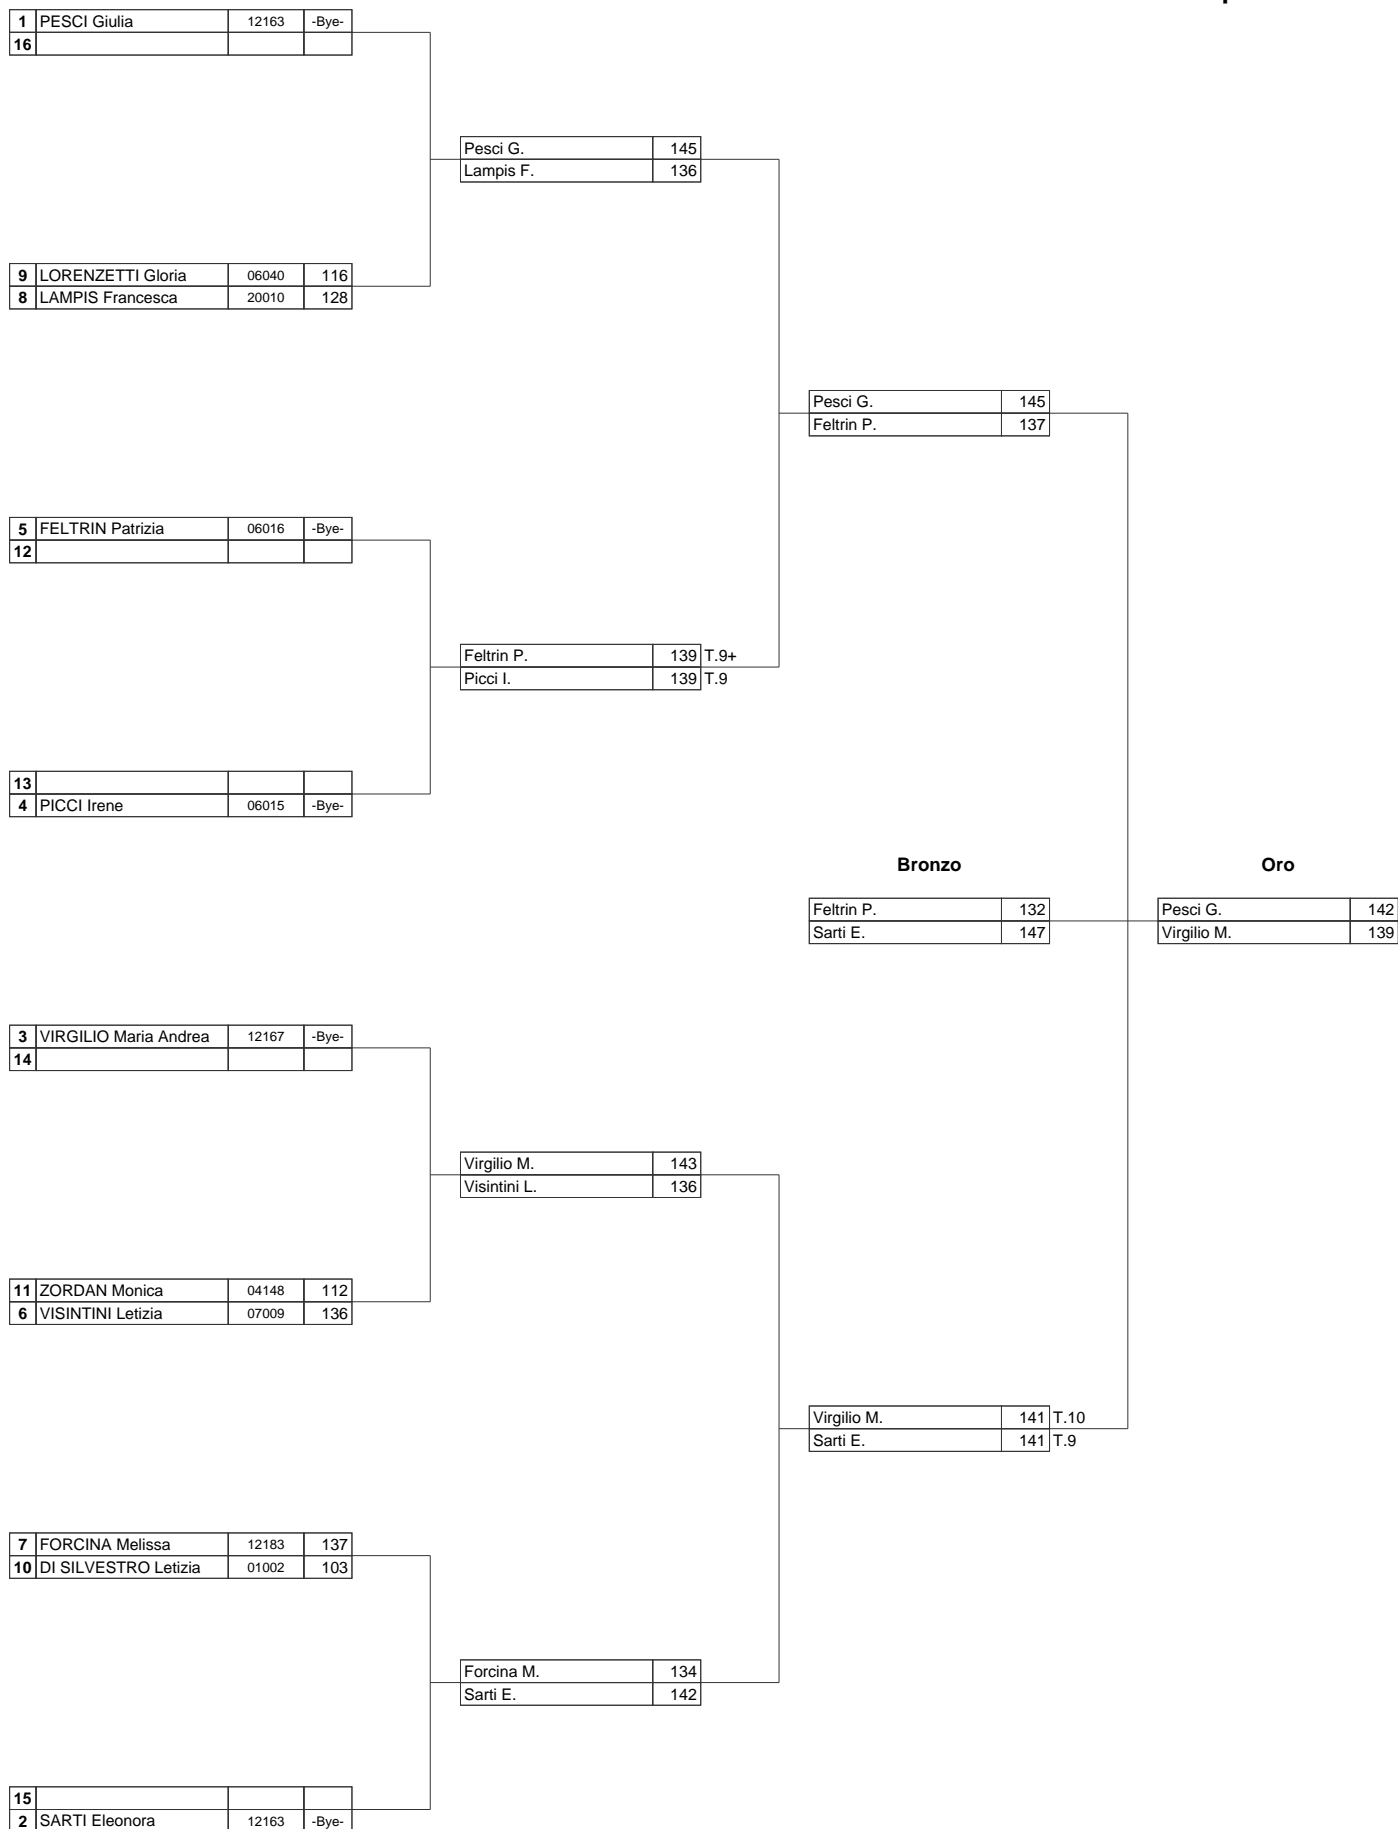 1 PESCI Giulia 12163 -Bye-
16
Pesci G. 145
Lampis F. 136
9 LORENZETTI Gloria 06040 116
8 LAMPIS Francesca 20010 128
Pesci G. 145
Feltrin P. 137
5 FELTRIN Patrizia 06016 -Bye-
12
Feltrin P. 139 T.9+
Picci I. 139 T.9
13
4 PICCI Irene 06015 -Bye-
Bronzo Oro
Feltrin P. 132 Pesci G. 142
Sarti E. 147 Virgilio M. 139
3 VIRGILIO Maria Andrea 12167 -Bye-
14
Virgilio M. 143
Visintini L. 136
11 ZORDAN Monica 04148 112
6 VISINTINI Letizia 07009 136
Virgilio M. 141 T.10
Sarti E. 141 T.9
7 FORCINA Melissa 12183 137
10 DI SILVESTRO Letizia 01002 103
Forcina M. 134
Sarti E. 142
15
2 SARTI Eleonora 12163 -Bye-